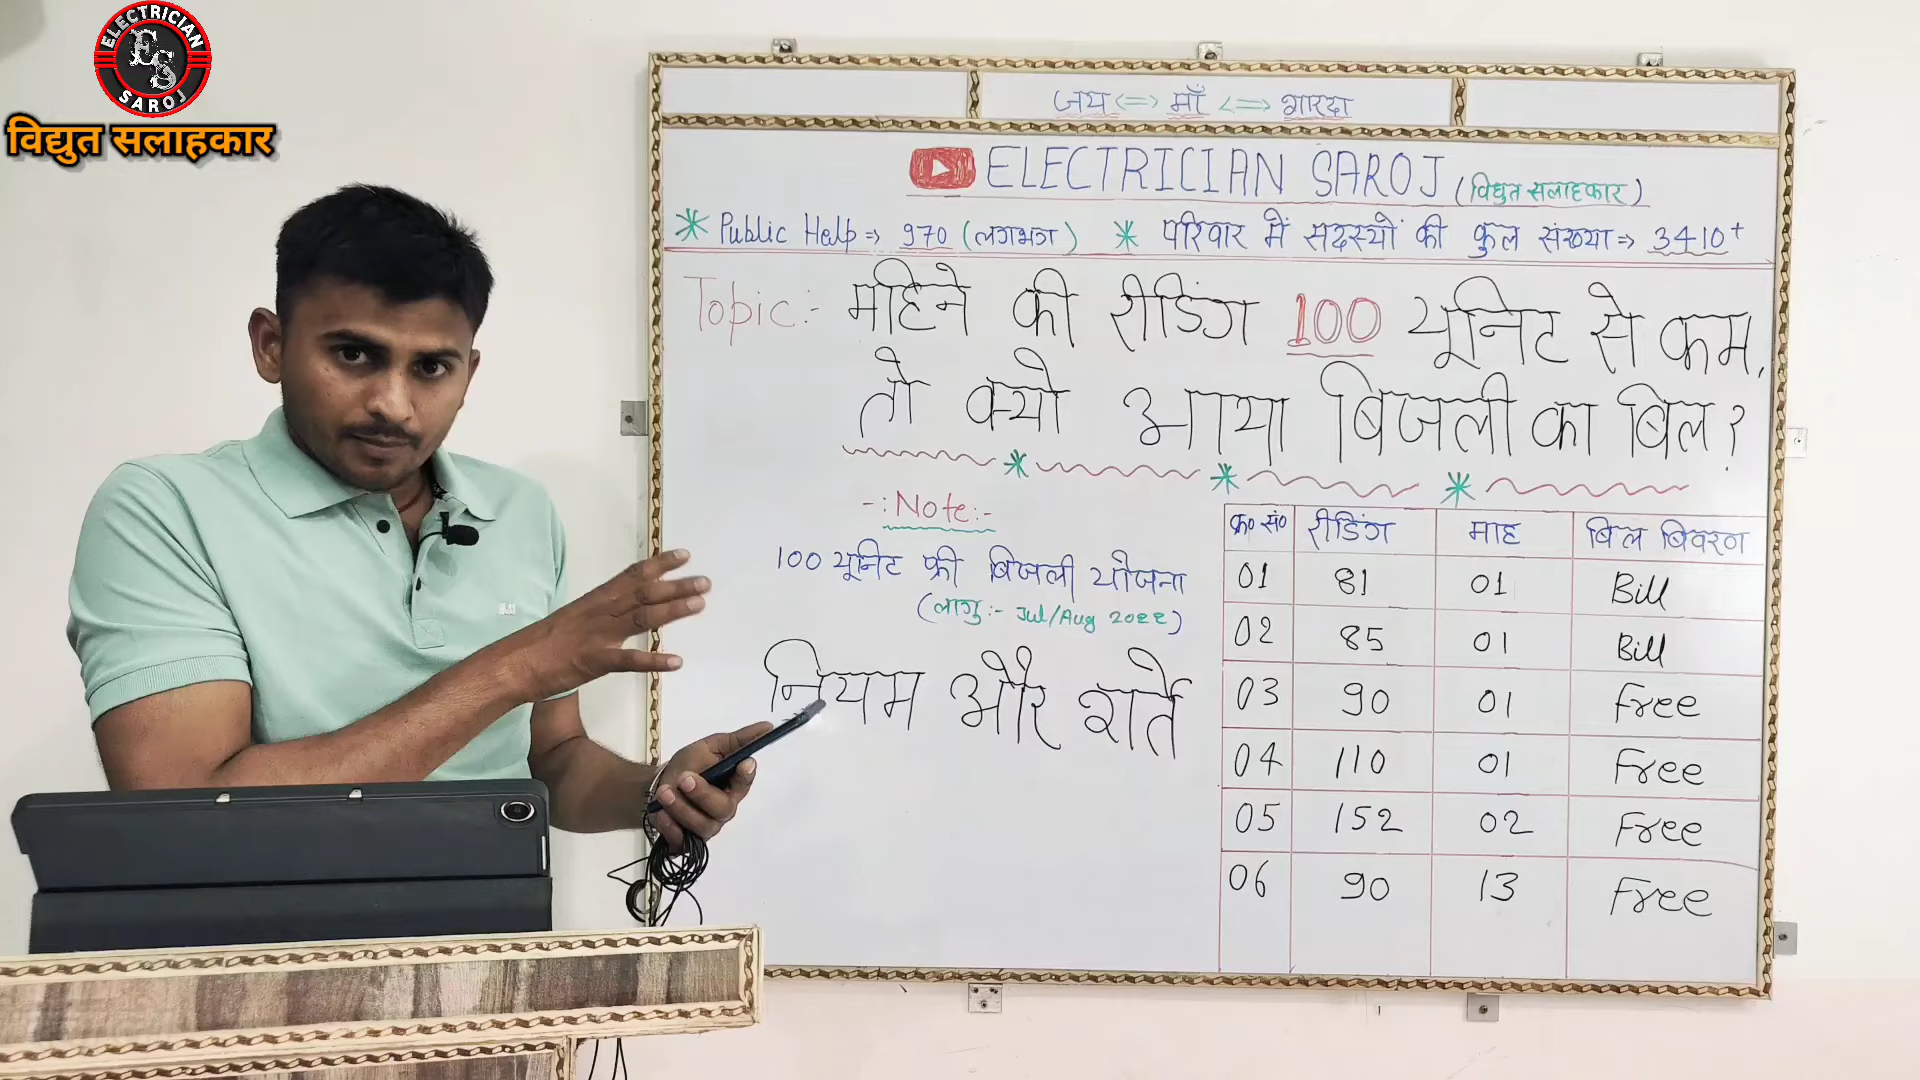 ELECTRICIAN
ES
SAROJ
विद्युत सलाहकार
जय <=> माँ <=> शारदा
ELECTRICIAN SAROJ (विद्युत सलाहकार)
* Public Help => 970 (लगभग) * परिवार में सदस्यों की कुल संख्या => 3410+
Topic:- महिने की रीडिंग 100 यूनिट से कम,
तो क्यो आया बिजली का बिल?
-:Note:-
100 यूनिट फ्री बिजली योजना
(लागु:- Jul/Aug 2022)
नियम और शर्ते
क्र० सं० रीडिंग माह बिल विवरण
01 81 01 Bill
02 85 01 Bill
03 90 01 Free
04 110 01 Free
05 152 02 Free
06 90 13 Free